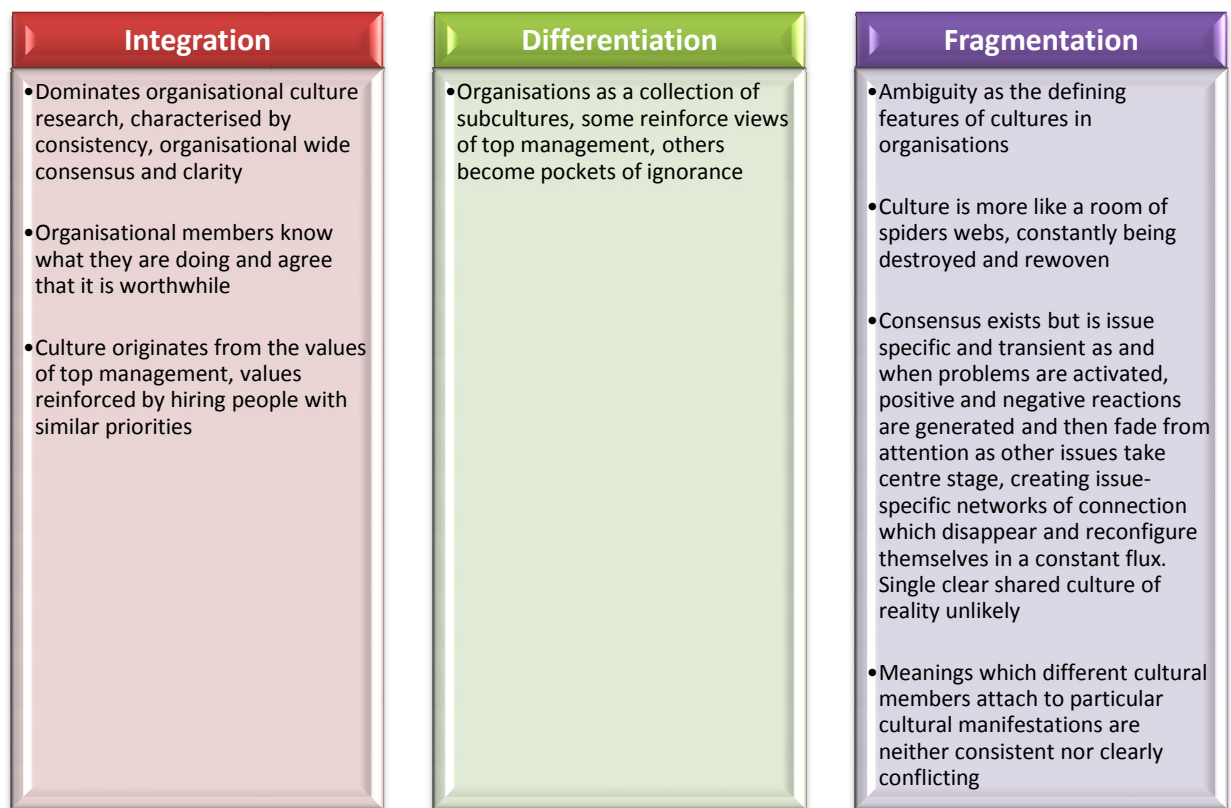 Integration
•Dominates organisational culture
research, characterised by
consistency, organisational wide
consensus and clarity
•Organisational members know
what they are doing and agree
that it is worthwhile
•Culture originates from the values
of top management, values
reinforced by hiring people with
similar priorities
Differentiation
•Organisations as a collection of
subcultures, some reinforce views
of top management, others
become pockets of ignorance
Fragmentation
•Ambiguity as the defining
features of cultures in
organisations
•Culture is more like a room of
spiders webs, constantly being
destroyed and rewoven
•Consensus exists but is issue
specific and transient as and
when problems are activated,
positive and negative reactions
are generated and then fade from
attention as other issues take
centre stage, creating issue-
specific networks of connection
which disappear and reconfigure
themselves in a constant flux.
Single clear shared culture of
reality unlikely
•Meanings which different cultural
members attach to particular
cultural manifestations are
neither consistent nor clearly
conflicting